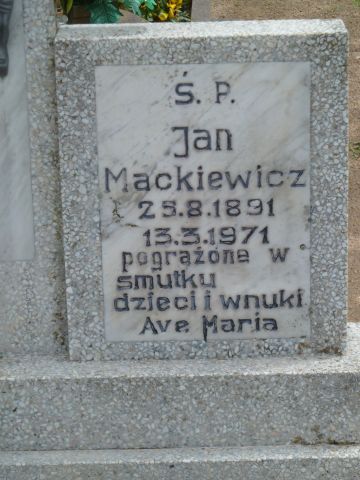 Ś. P.
Jan
Mackiewicz
25.8.1891
13.3.1971
pogrążone w
smutku
dzieci i wnuki
Ave Maria